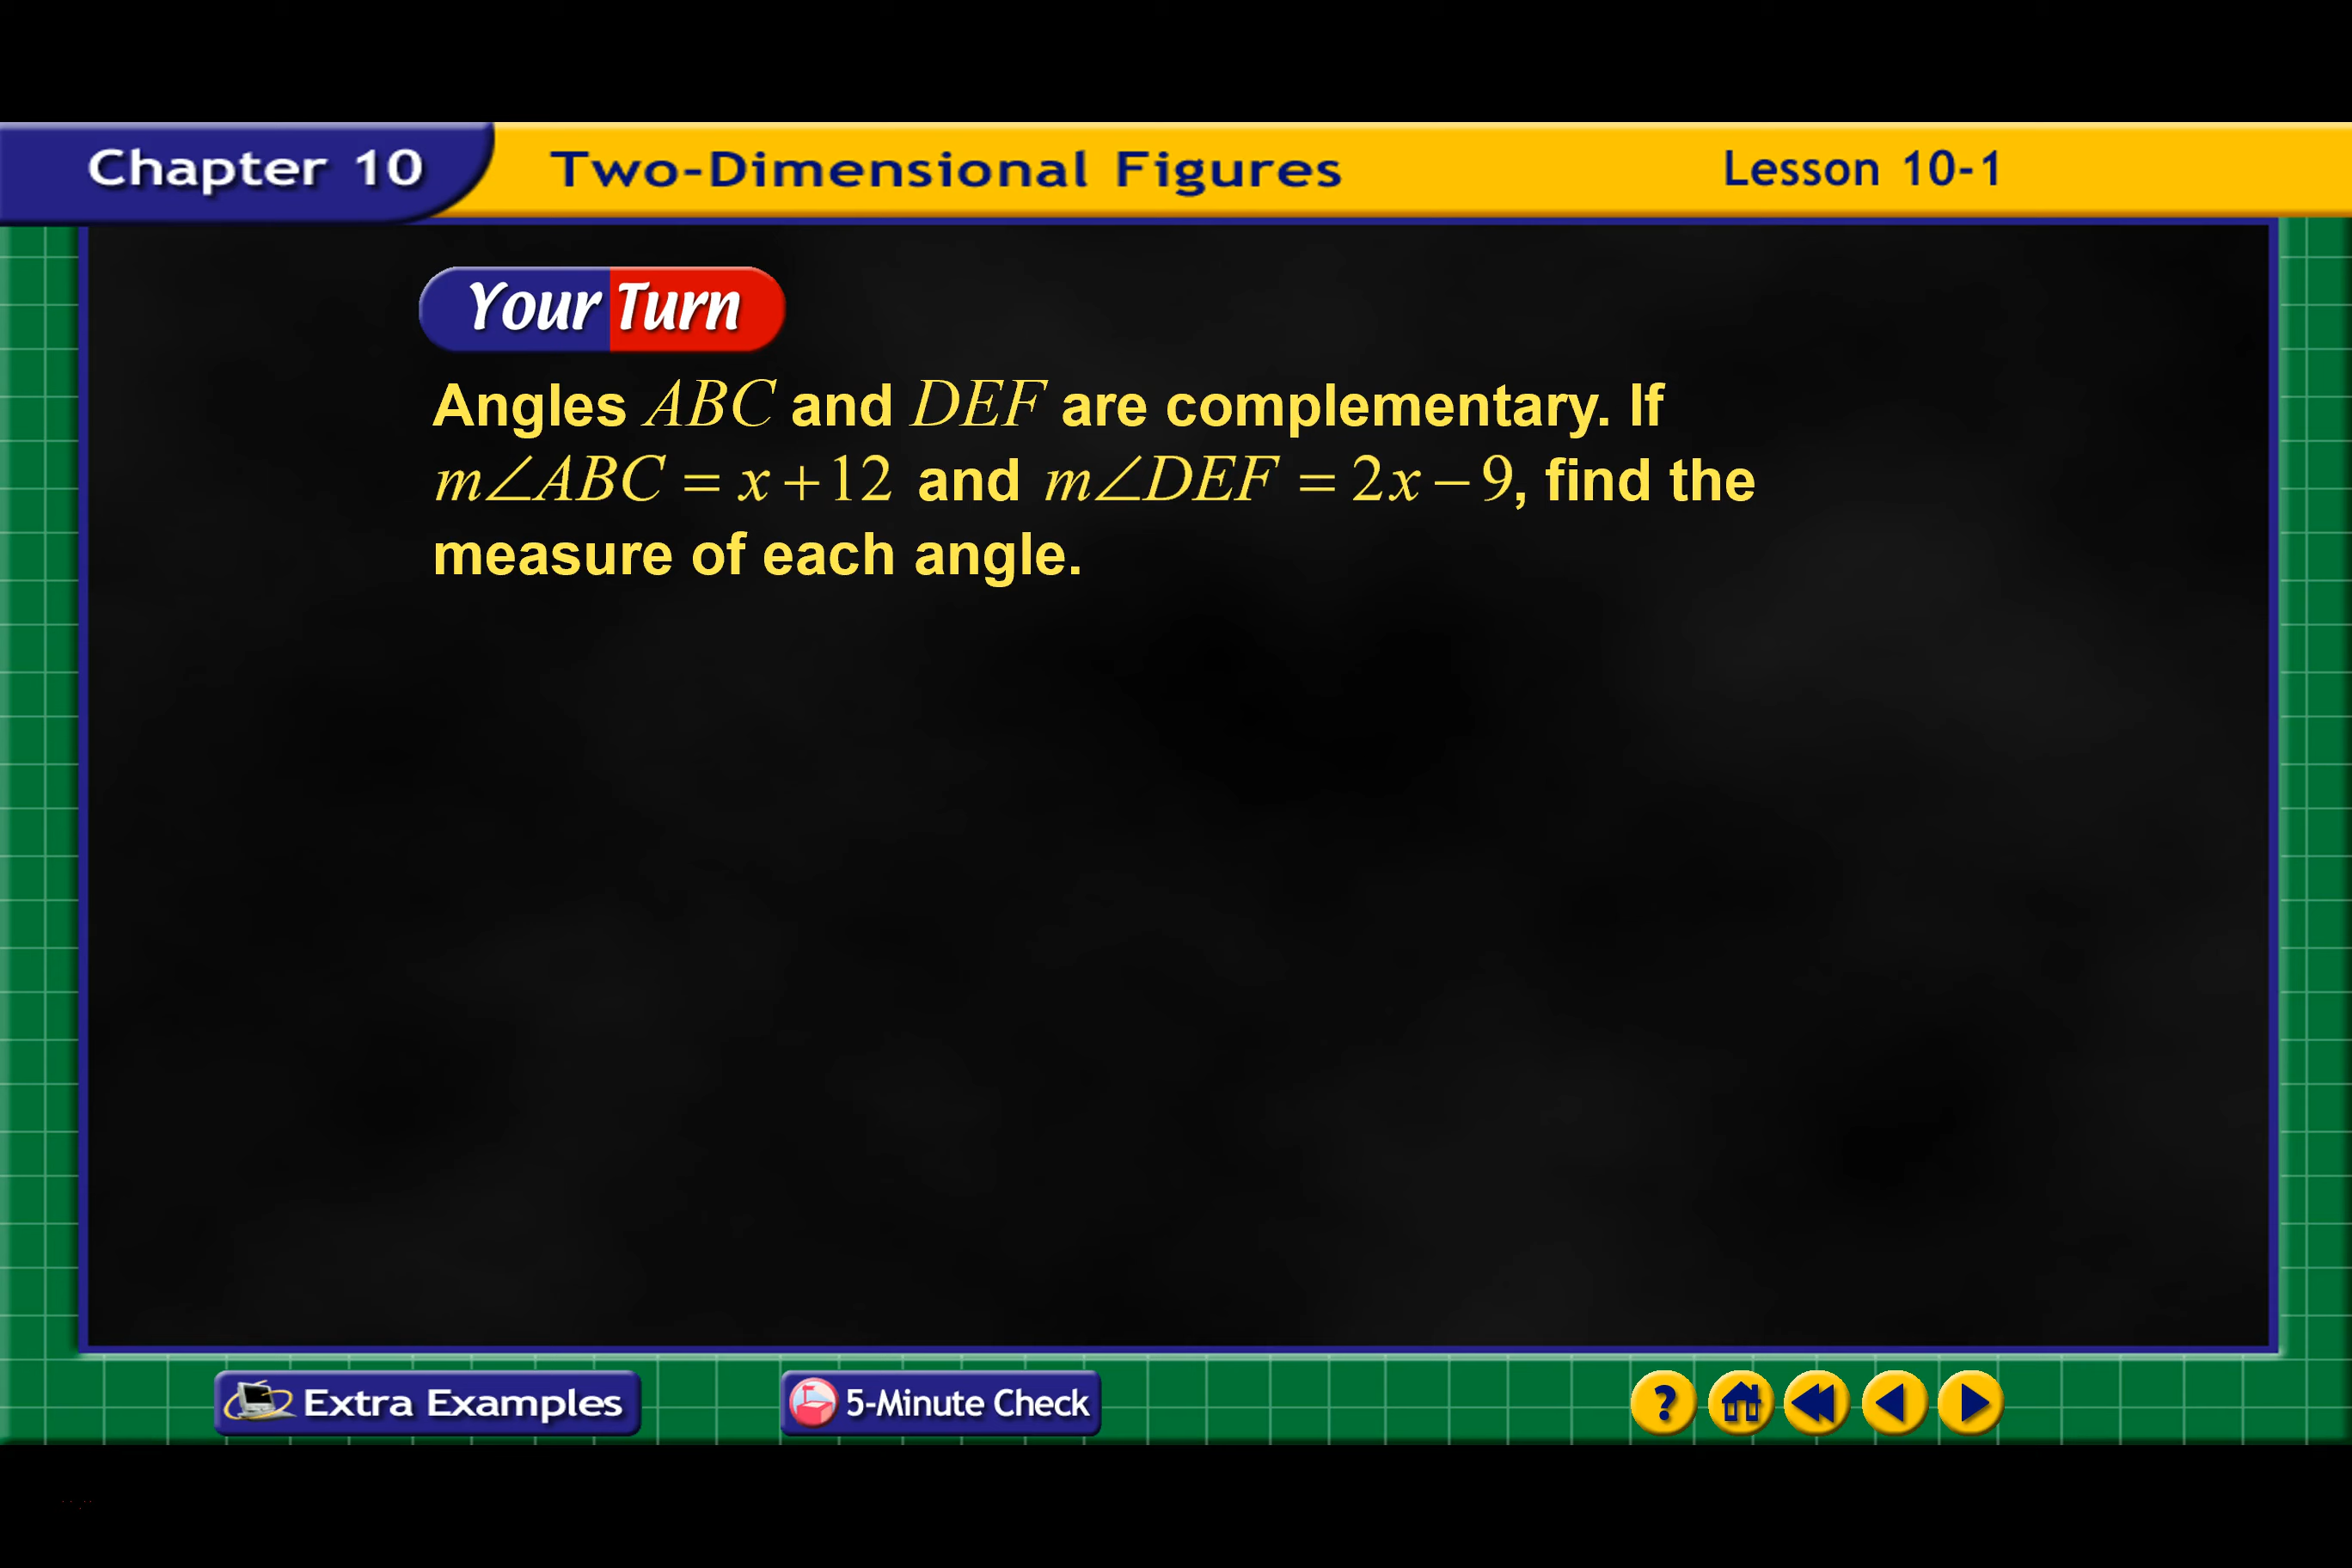 Chapter 10 Two-Dimensional Figures Lesson 10-1
Your Turn
Angles ABC and DEF are complementary. If
m∠ABC = x + 12 and m∠DEF = 2x − 9, find the
measure of each angle.
Extra Examples 5-Minute Check ?